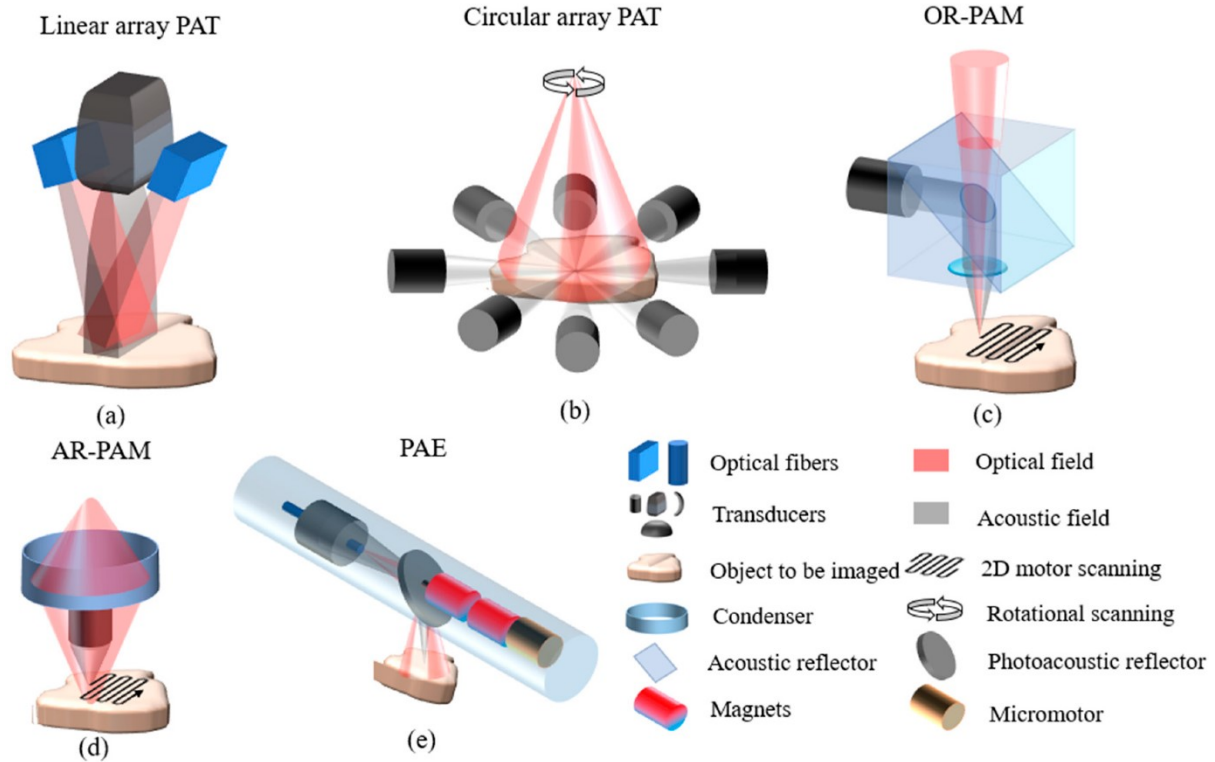 Linear array PAT
Circular array PAT
OR-PAM
(a)
(b)
(c)
AR-PAM
PAE
(d)
(e)
Optical fibers
Optical field
Transducers
Acoustic field
Object to be imaged
2D motor scanning
Condenser
Rotational scanning
Acoustic reflector
Photoacoustic reflector
Magnets
Micromotor